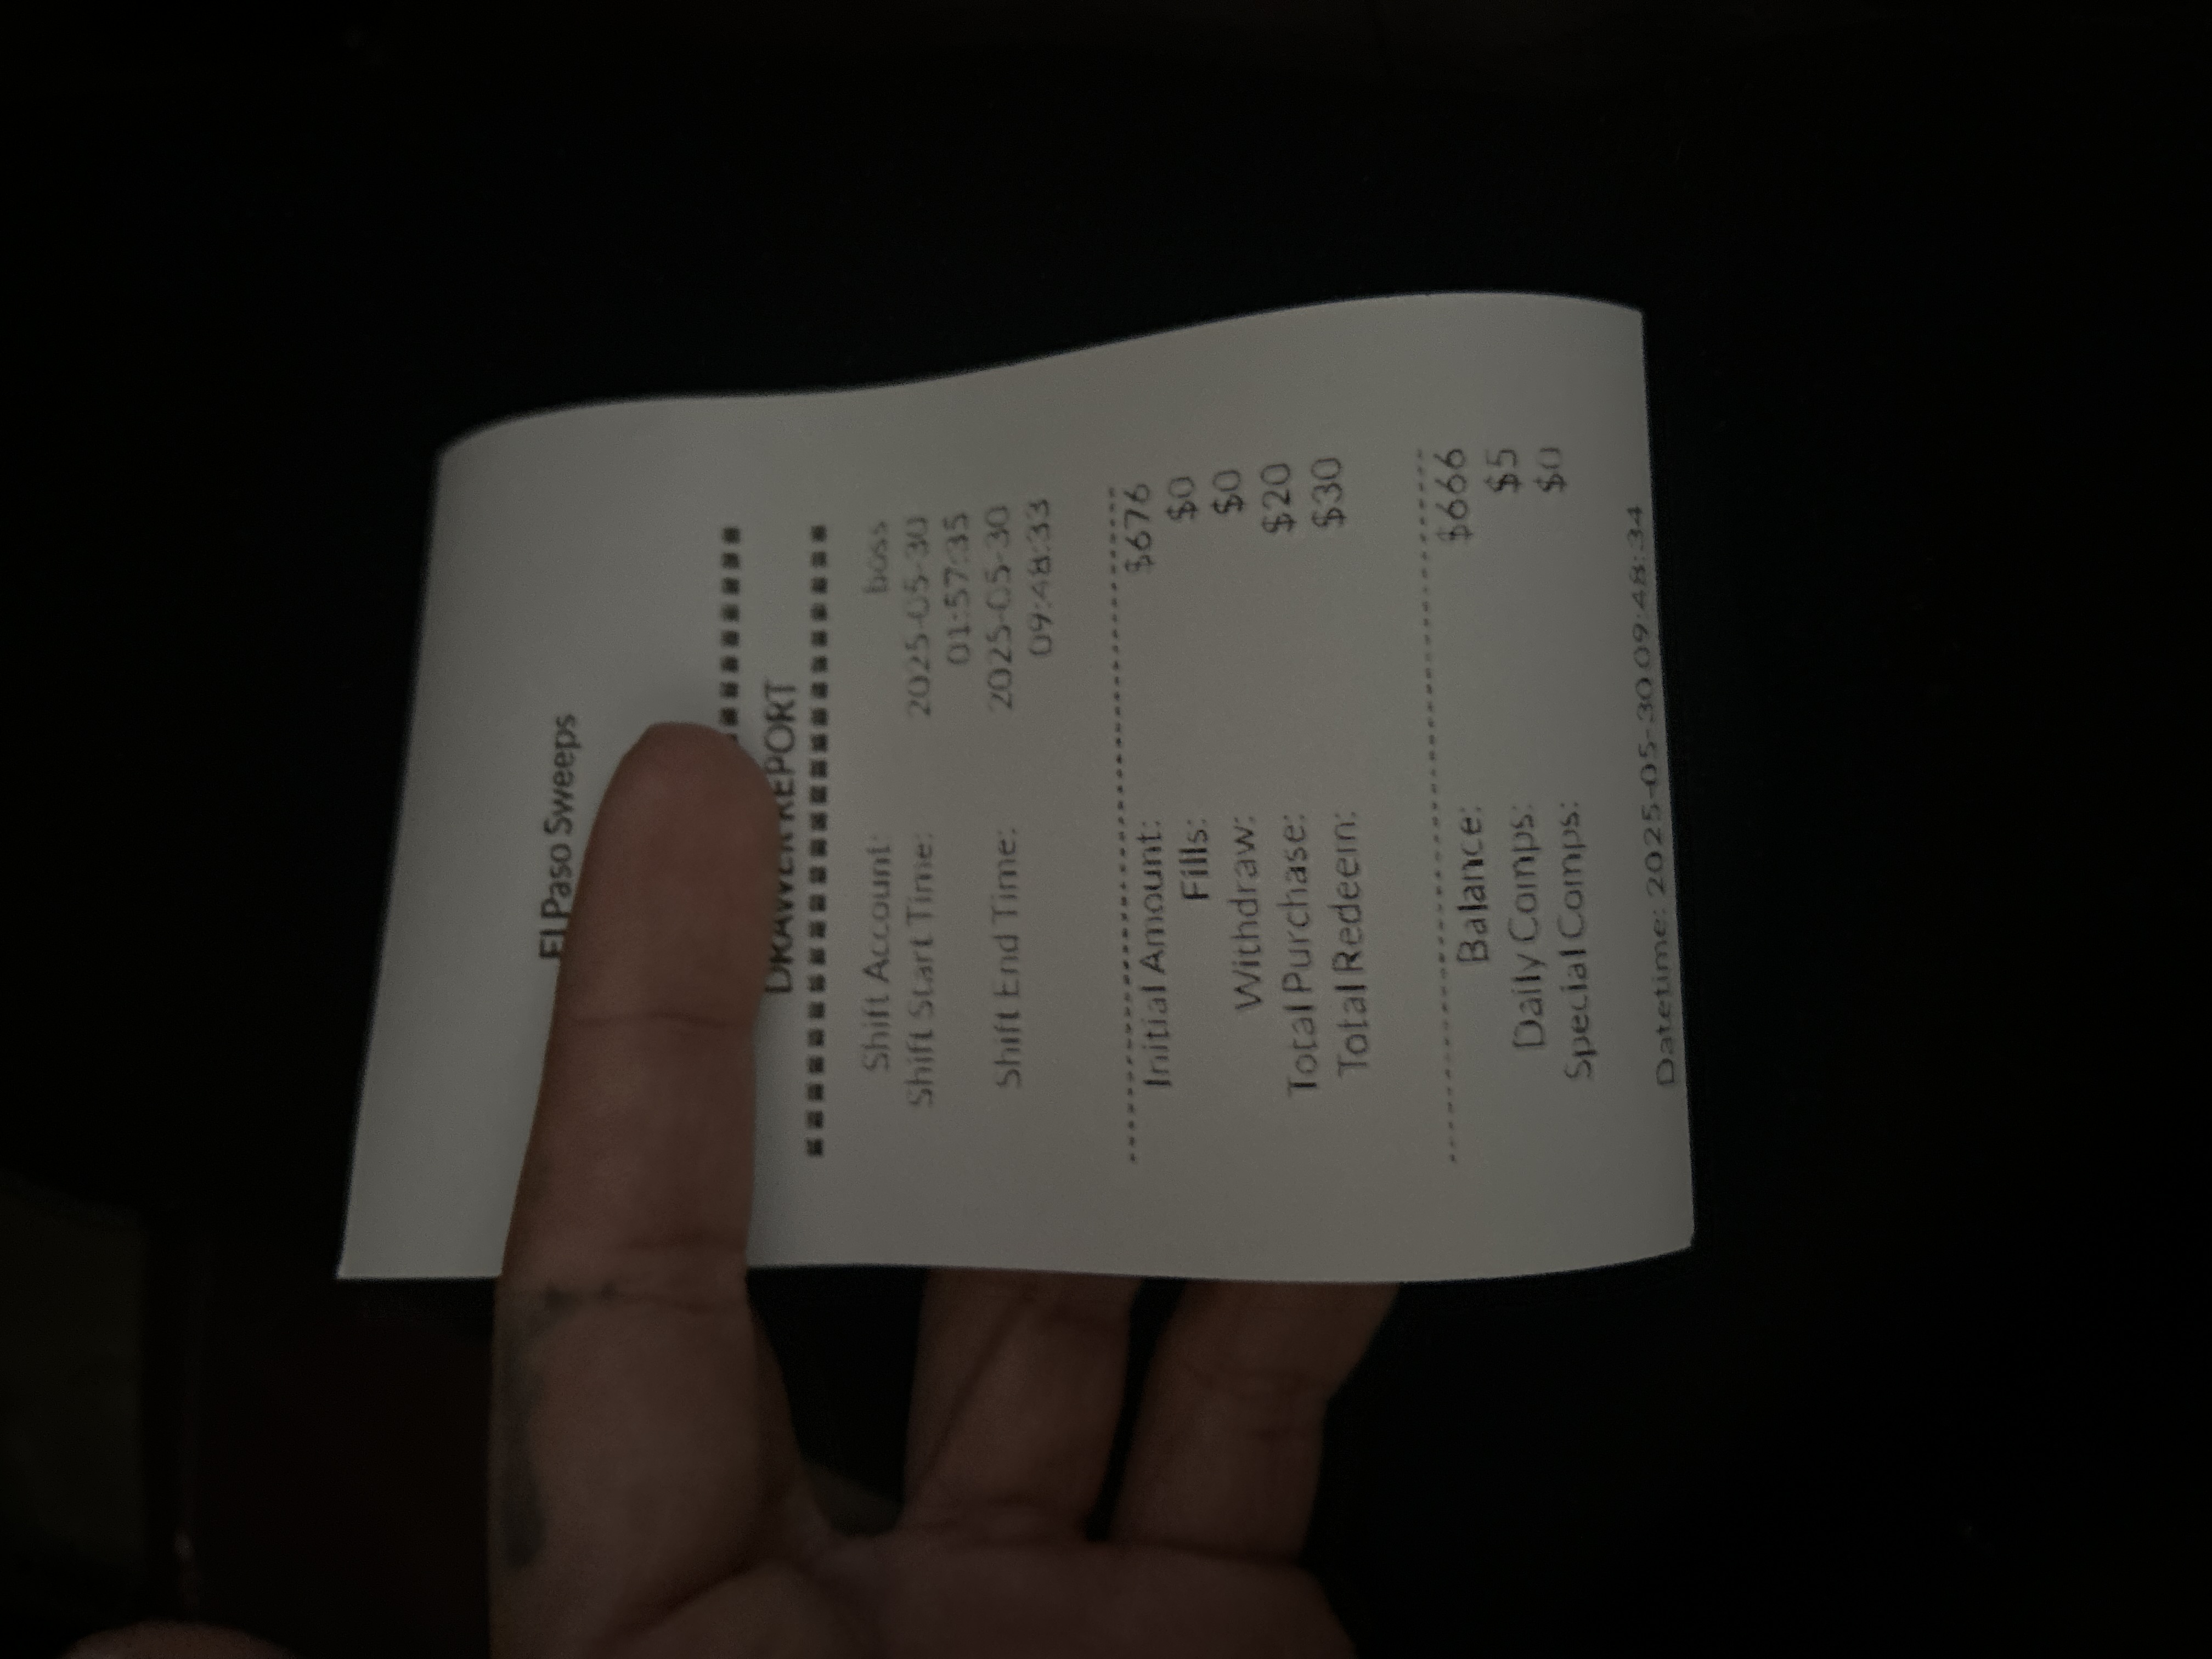 El Paso Sweeps
DRAWER REPORT
Shift Account: boss
Shift Start Time: 2025-05-30
01:57:35
Shift End Time: 2025-05-30
09:48:33
Initial Amount: $676
Fills: $0
Withdraw: $0
Total Purchase: $20
Total Redeem: $30
Balance: $666
Daily Comps: $5
Special Comps: $0
Datetime: 2025-05-30 09:48:34